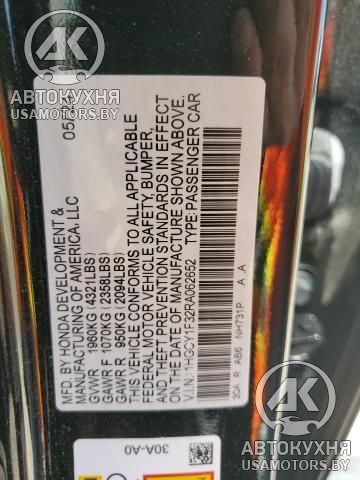 АВТОКУХНЯ
USAMOTORS.BY
MFD. BY HONDA DEVELOPMENT &
MANUFACTURING OF AMERICA, LLC
GVWR 1960KG (4321LBS)
GAWR F 1070KG (2358LBS)
GAWR R 950KG (2094LBS)
THIS VEHICLE CONFORMS TO ALL APPLICABLE
FEDERAL MOTOR VEHICLE SAFETY, BUMPER,
AND THEFT PREVENTION STANDARDS IN EFFECT
ON THE DATE OF MANUFACTURE SHOWN ABOVE.
V.I.N.: 1HGCY1F32RA062652 TYPE: PASSENGER CAR
30A R AB6 NH731P A A
30A-A0
АВТОКУХНЯ
USAMOTORS.BY